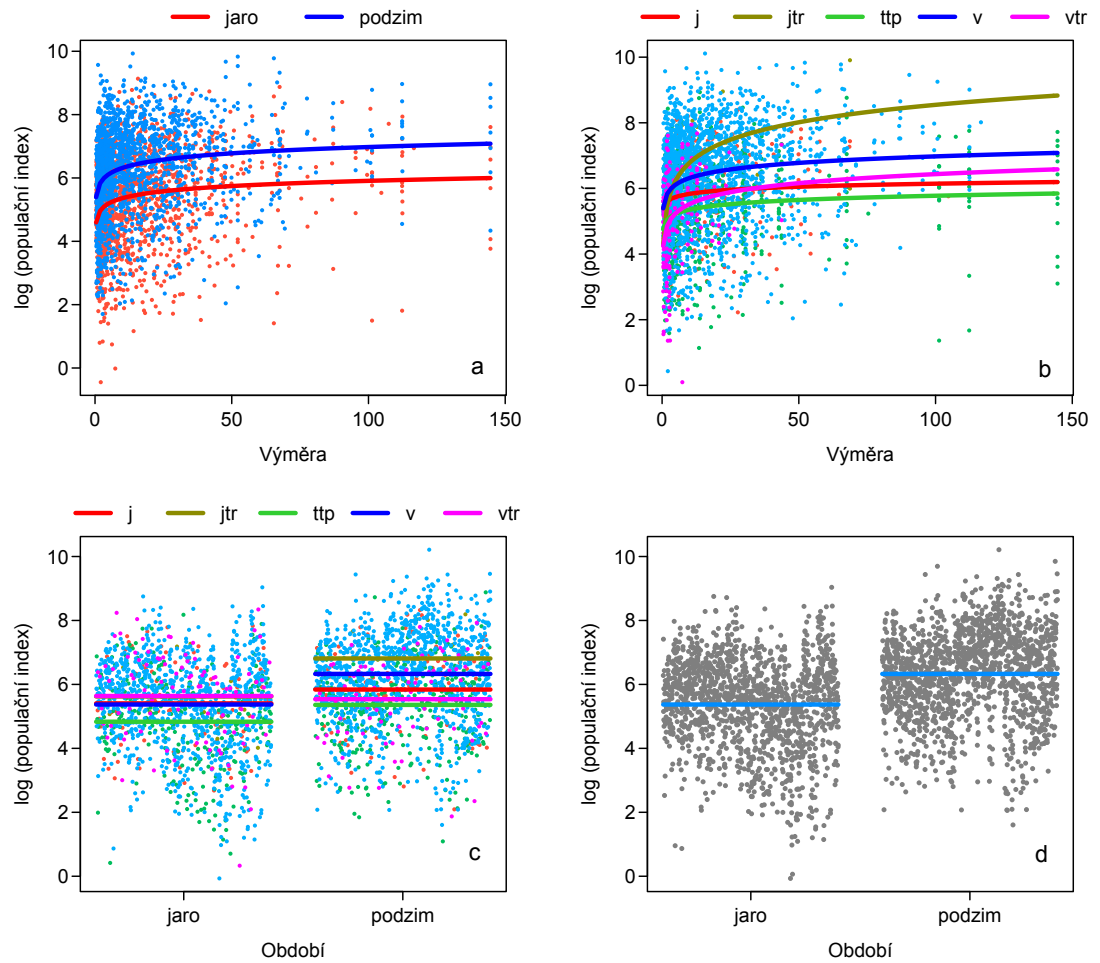 jaro podzim
log (populační index)
10
8
6
4
2
0
a
0 50 100 150
Výměra
j jtr ttp v vtr
log (populační index)
10
8
6
4
2
0
b
0 50 100 150
Výměra
j jtr ttp v vtr
log (populační index)
10
8
6
4
2
0
c
jaro podzim
Období
log (populační index)
10
8
6
4
2
0
d
jaro podzim
Období